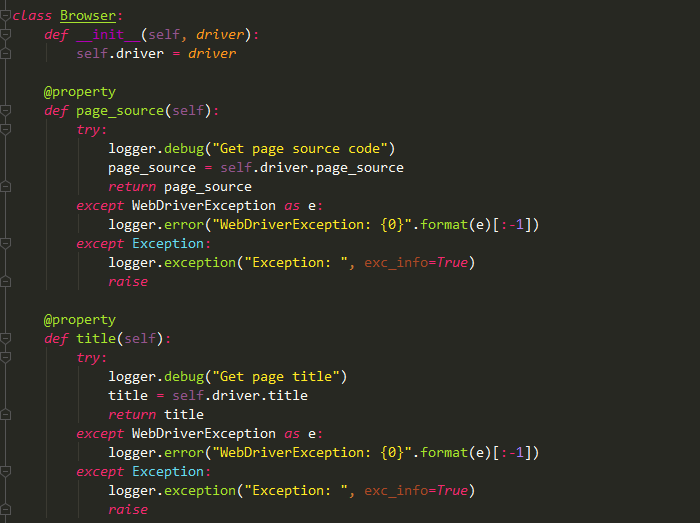 class Browser:
    def __init__(self, driver):
        self.driver = driver

    @property
    def page_source(self):
        try:
            logger.debug("Get page source code")
            page_source = self.driver.page_source
            return page_source
        except WebDriverException as e:
            logger.error("WebDriverException: {0}".format(e)[:-1])
        except Exception:
            logger.exception("Exception: ", exc_info=True)
            raise

    @property
    def title(self):
        try:
            logger.debug("Get page title")
            title = self.driver.title
            return title
        except WebDriverException as e:
            logger.error("WebDriverException: {0}".format(e)[:-1])
        except Exception:
            logger.exception("Exception: ", exc_info=True)
            raise